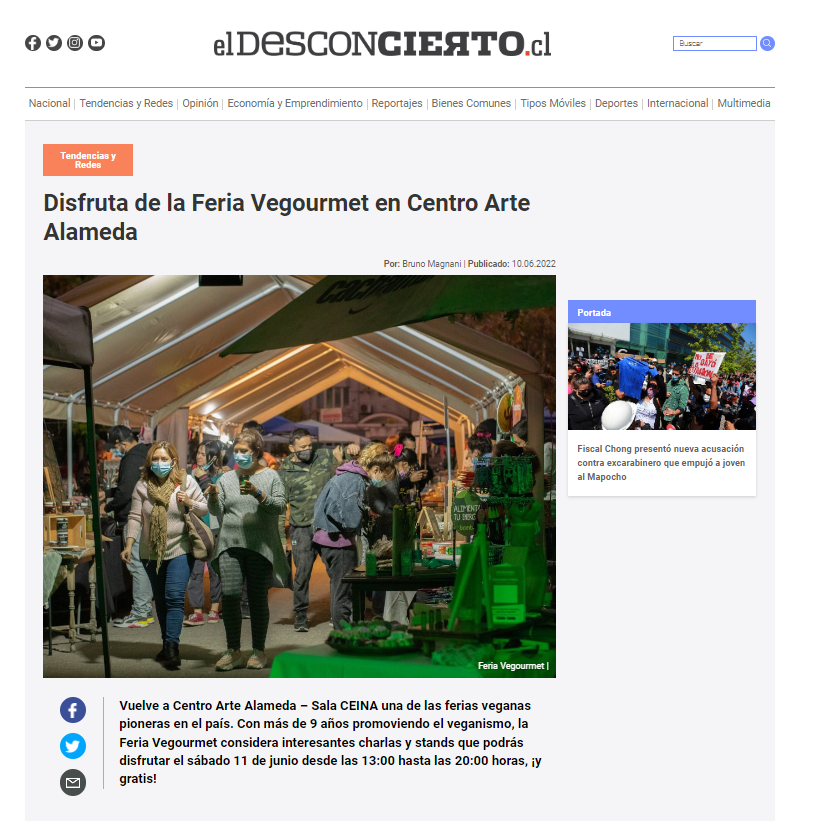 elDESCONCIERTO.cl
Buscar
Nacional | Tendencias y Redes | Opinión | Economía y Emprendimiento | Reportajes | Bienes Comunes | Tipos Móviles | Deportes | Internacional | Multimedia
Tendencias y
Redes
Disfruta de la Feria Vegourmet en Centro Arte
Alameda
Por: Bruno Magnani | Publicado: 10.06.2022
ALIMENTO
TU
Feria Vegourmet |
Portada
Fiscal Chong presentó nueva acusación
contra excarabinero que empujó a joven
al Mapocho
Vuelve a Centro Arte Alameda – Sala CEINA una de las ferias veganas
pioneras en el país. Con más de 9 años promoviendo el veganismo, la
Feria Vegourmet considera interesantes charlas y stands que podrás
disfrutar el sábado 11 de junio desde las 13:00 hasta las 20:00 horas, ¡y
gratis!